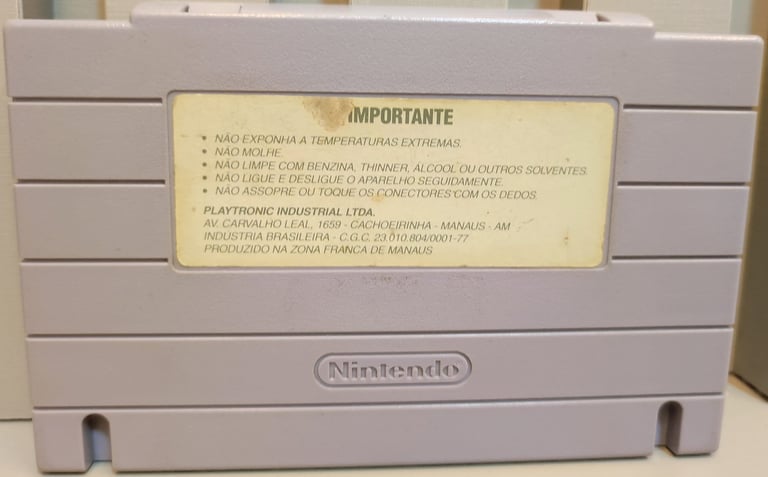 IMPORTANTE
• NÃO EXPONHA A TEMPERATURAS EXTREMAS.
• NÃO MOLHE.
• NÃO LIMPE COM BENZINA, THINNER, ÁLCOOL OU OUTROS SOLVENTES.
• NÃO LIGUE E DESLIGUE O APARELHO SEGUIDAMENTE.
• NÃO ASSOPRE OU TOQUE OS CONECTORES COM OS DEDOS.
PLAYTRONIC INDUSTRIAL LTDA.
AV. CARVALHO LEAL, 1659 - CACHOEIRINHA - MANAUS - AM
INDUSTRIA BRASILEIRA - C.G.C. 23.010.804/0001-77
PRODUZIDO NA ZONA FRANCA DE MANAUS
Nintendo